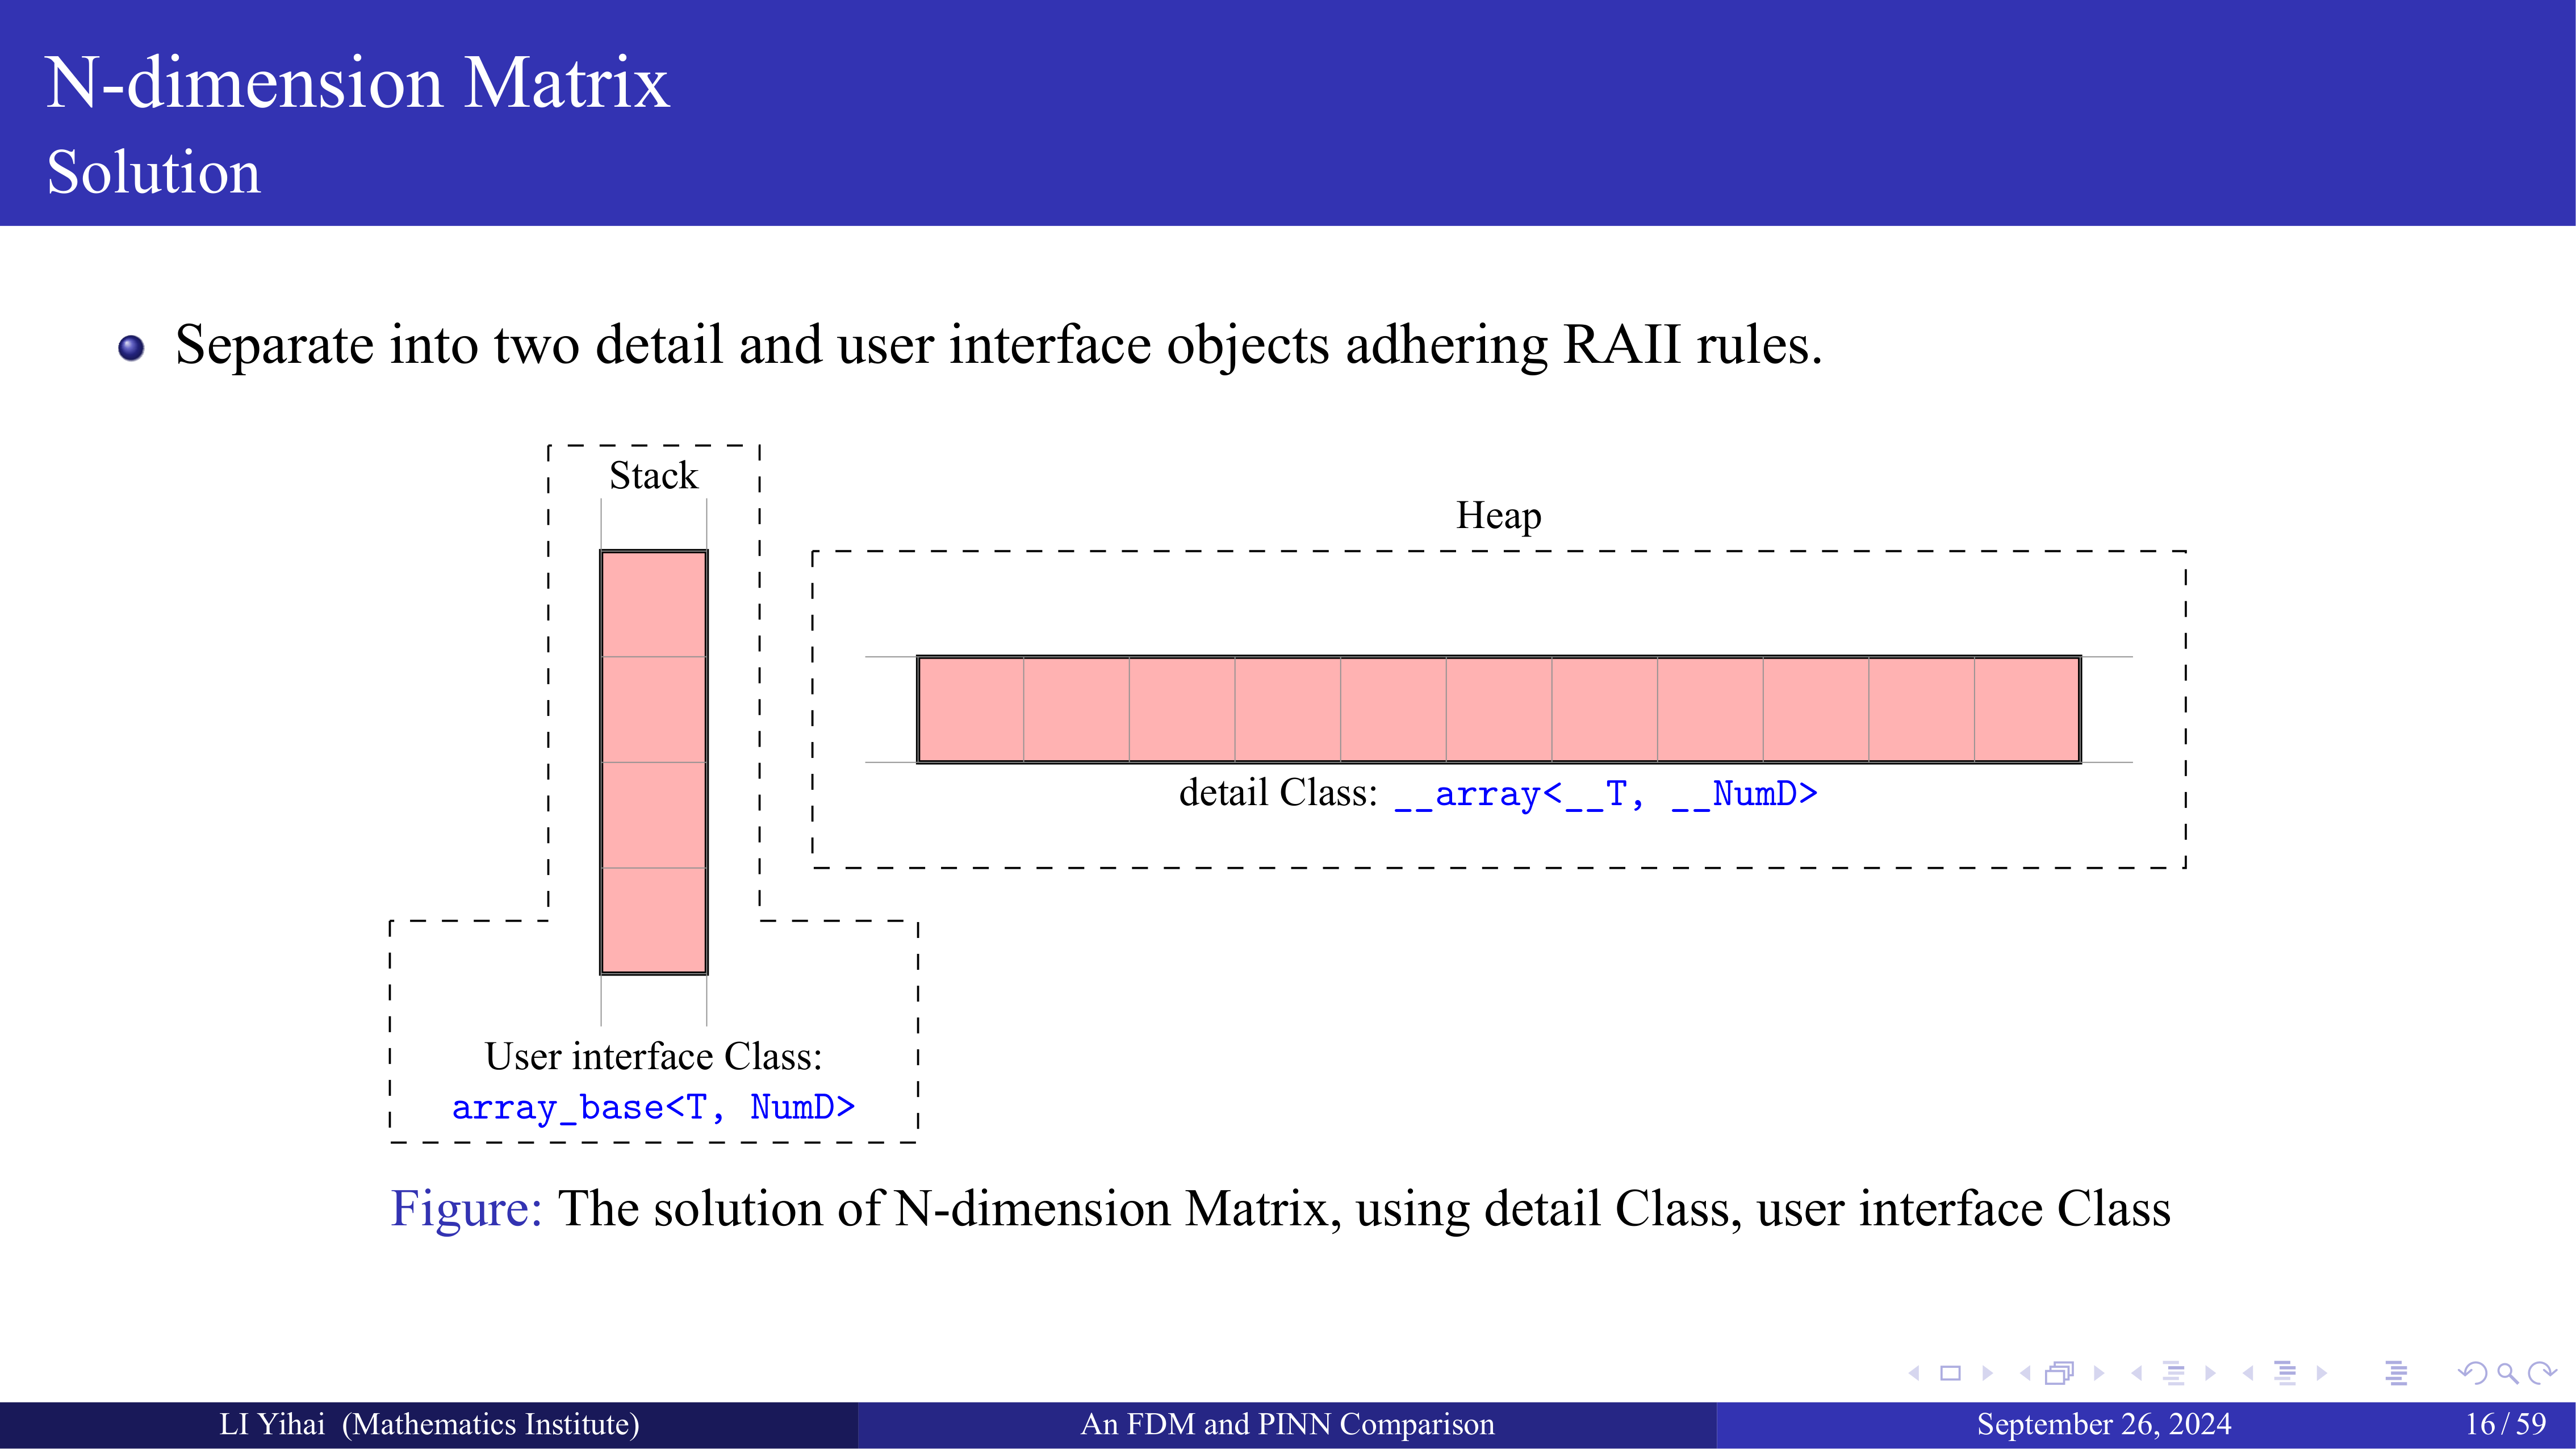 N-dimension Matrix
Solution
Separate into two detail and user interface objects adhering RAII rules.
Stack
Heap
detail Class: __array<__T, __NumD>
User interface Class:
array_base<T, NumD>
Figure: The solution of N-dimension Matrix, using detail Class, user interface Class
LI Yihai (Mathematics Institute)
An FDM and PINN Comparison
September 26, 2024
16 / 59